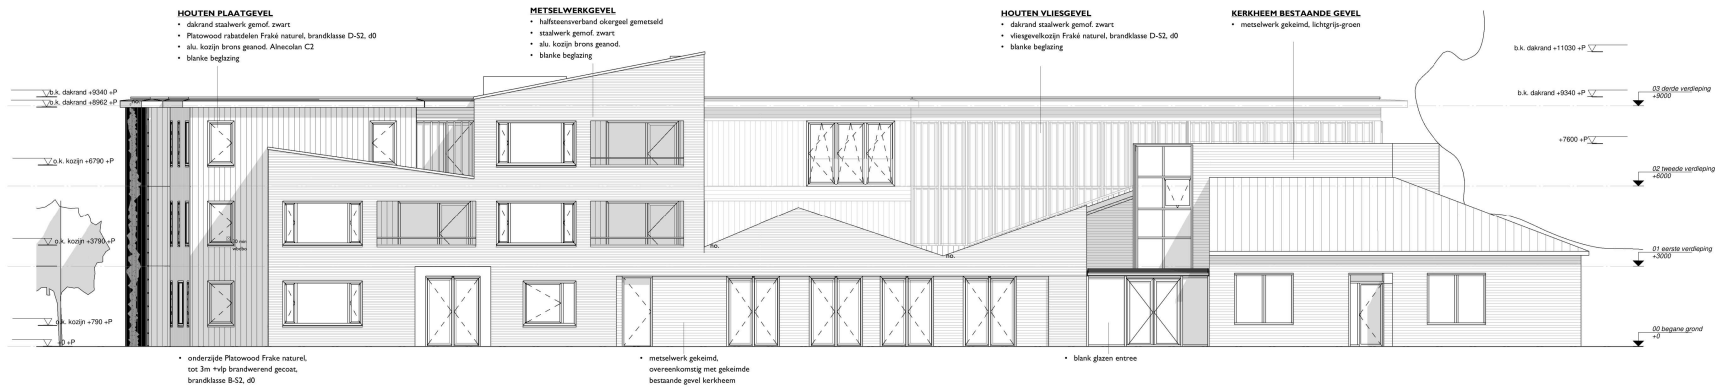 HOUTEN PLAATGEVEL
• dakrand staalwerk gemof. zwart
• Platowood rabatdelen Fraké naturel, brandklasse D-S2, d0
• alu. kozijn brons geanod. Alnecolan C2
• blanke beglazing
METSELWERKGEVEL
• halfsteensverband okergeel gemetseld
• staalwerk gemof. zwart
• alu. kozijn brons geanod.
• blanke beglazing
HOUTEN VLIESGEVEL
• dakrand staalwerk gemof. zwart
• vliesgevelkozijn Fraké naturel, brandklasse D-S2, d0
• blanke beglazing
KERKHEEM BESTAANDE GEVEL
• metselwerk gekeimd, lichtgrijs-groen
b.k. dakrand +9340 +P
b.k. dakrand +8962 +P
no.
o.k. kozijn +6790 +P
o.k. kozijn +3790 +P
o.k. kozijn +790 +P
+0 +P
no.
no.
b.k. dakrand +11030 +P
b.k. dakrand +9340 +P
+7600 +P
03 derde verdieping
+9000
02 tweede verdieping
+6000
01 eerste verdieping
+3000
00 begane grond
+0
• onderzijde Platowood Frake naturel,
tot 3m +vlp brandwerend gecoat,
brandklasse B-S2, d0
• metselwerk gekeimd,
overeenkomstig met gekeimde
bestaande gevel kerkheem
• blank glazen entree